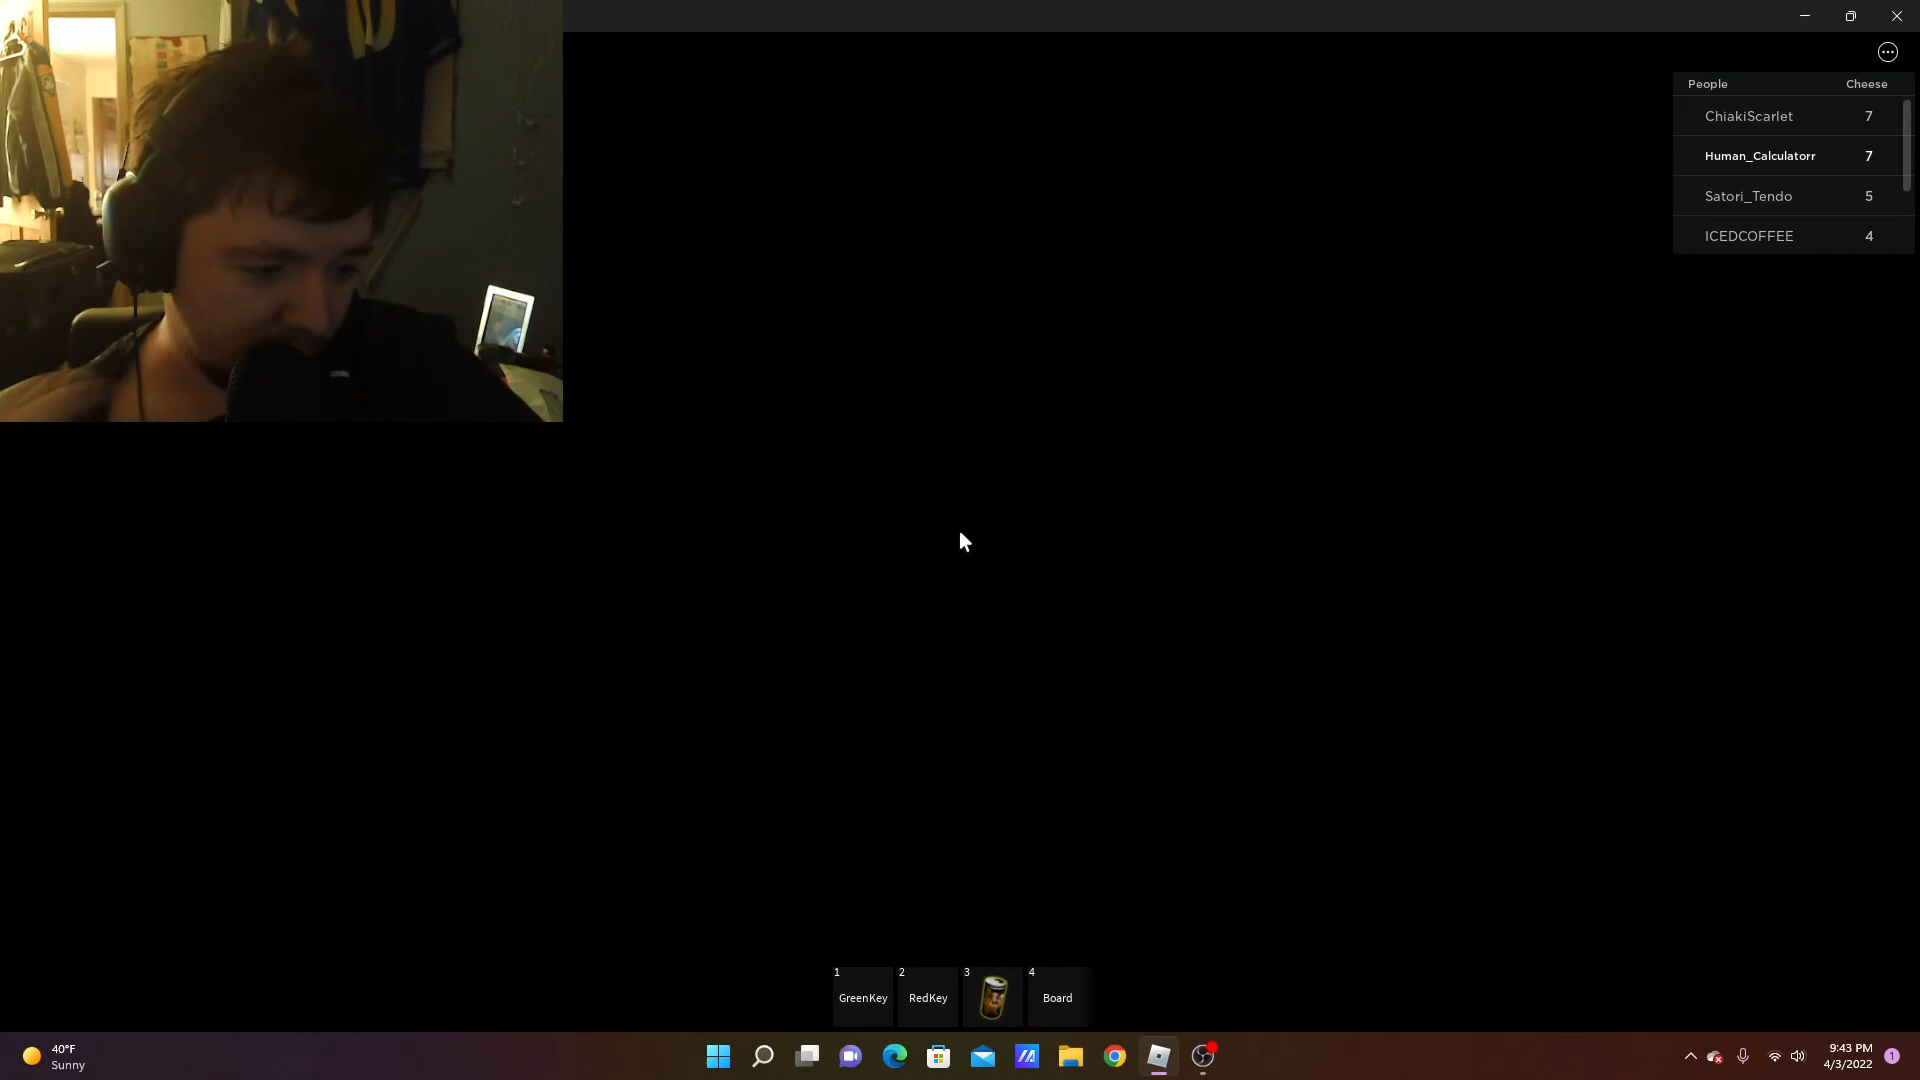 People Cheese
ChiakiScarlet 7
Human_Calculatorr 7
Satori_Tendo 5
ICEDCOFFEE 4
1 2 3 4
GreenKey RedKey Board
40°F
Sunny
9:43 PM
4/3/2022
1